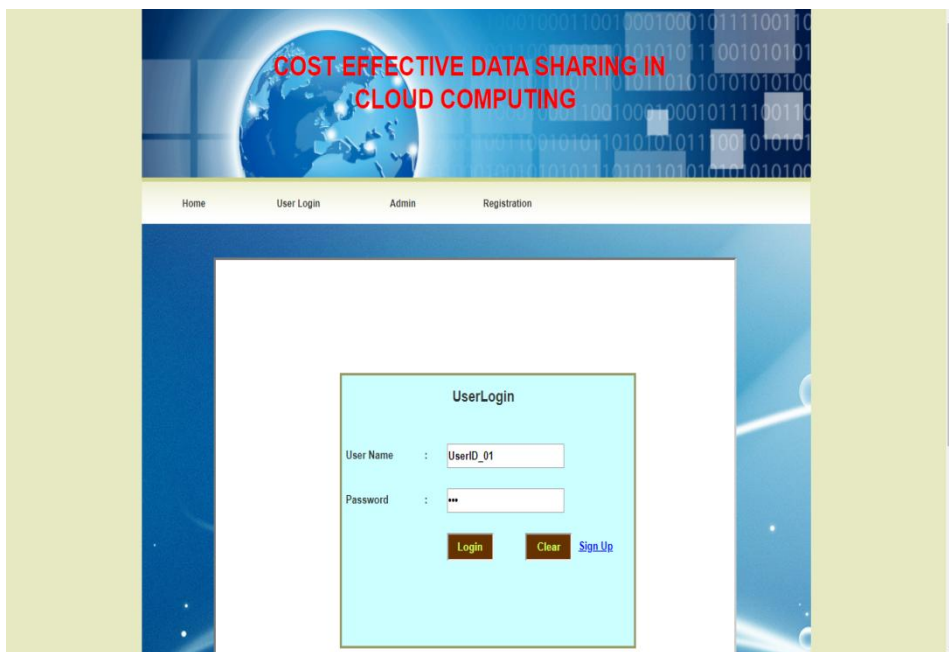 COST EFFECTIVE DATA SHARING IN
CLOUD COMPUTING
Home User Login Admin Registration
UserLogin
User Name : UserID_01
Password : •••
Login Clear Sign Up